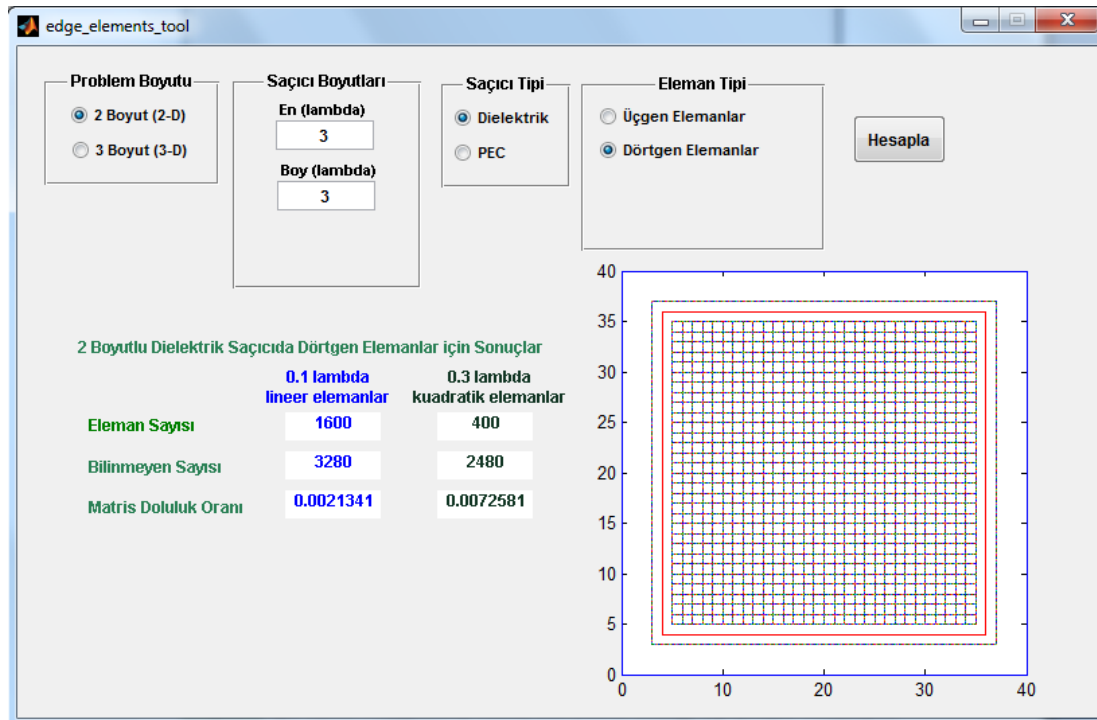 edge_elements_tool
Problem Boyutu
2 Boyut (2-D)
3 Boyut (3-D)
Saçıcı Boyutları
En (lambda)
3
Boy (lambda)
3
Saçıcı Tipi
Dielektrik
PEC
Eleman Tipi
Üçgen Elemanlar
Dörtgen Elemanlar
Hesapla
2 Boyutlu Dielektrik Saçıcıda Dörtgen Elemanlar için Sonuçlar
0.1 lambda
lineer elemanlar
0.3 lambda
kuadratik elemanlar
Eleman Sayısı 1600 400
Bilinmeyen Sayısı 3280 2480
Matris Doluluk Oranı 0.0021341 0.0072581
40
35
30
25
20
15
10
5
0
0 10 20 30 40